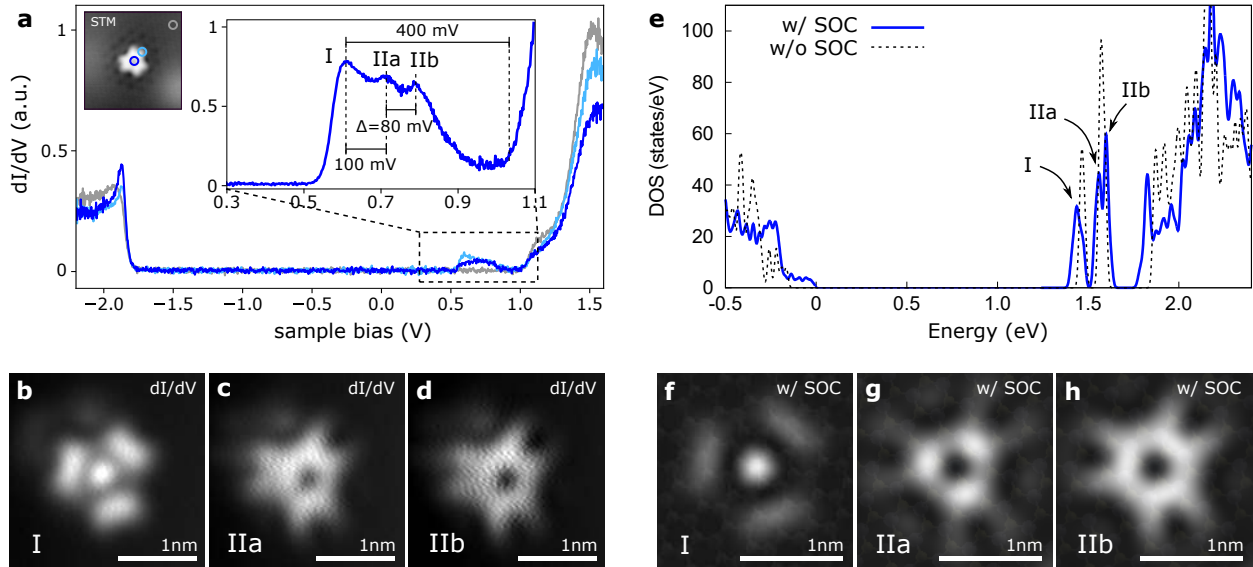 a
STM
dI/dV (a.u.)
1
0.5
0
−2.0 −1.5 −1.0 −0.5 0.0 0.5 1.0 1.5
sample bias (V)
1
0.5
0
0.3 0.5 0.7 0.9 1.1
400 mV
I
IIa
IIb
Δ=80 mV
100 mV
e
w/ SOC
w/o SOC
DOS (states/eV)
100
80
60
40
20
0
-0.5 0 0.5 1.0 1.5 2.0
Energy (eV)
I
IIa
IIb
b dI/dV
I 1nm
c dI/dV
IIa 1nm
d dI/dV
IIb 1nm
f w/ SOC
I 1nm
g w/ SOC
IIa 1nm
h w/ SOC
IIb 1nm